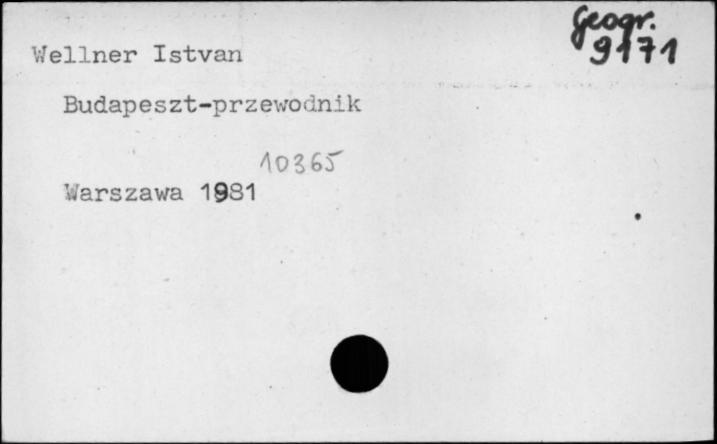 Geogr.
9171
Wellner Istvan
Budapeszt-przewodnik
10365
Warszawa 1981